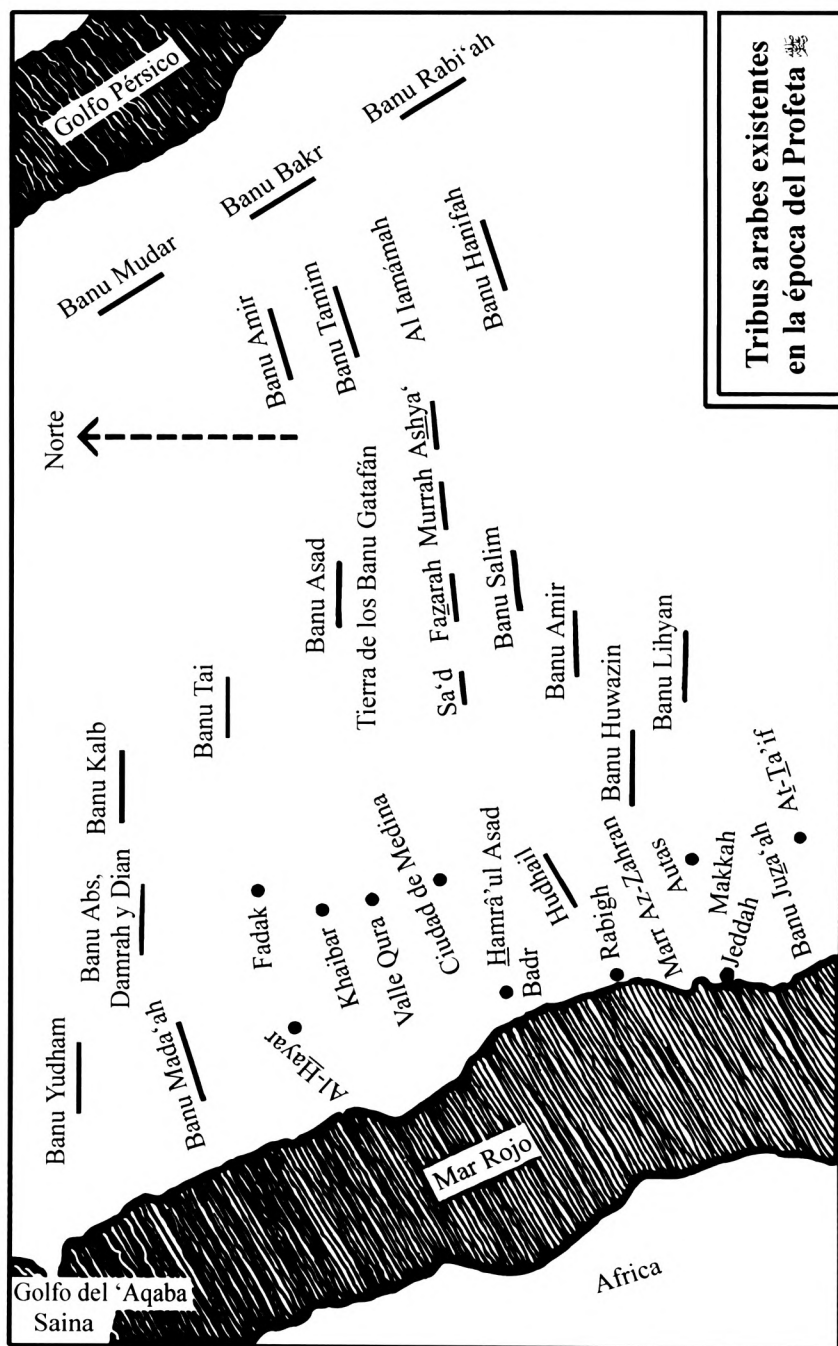 Tribus arabes existentes
en la época del Profeta ﷺ
Golfo Pérsico
Norte
Banu Mudar
Banu Bakr
Banu Rabi‘ah
Banu Amir
Banu Tamim
Al Iamámah
Banu Hanifah
Banu Yudham
Banu Abs,
Damrah y Dian
Banu Kalb
Banu Mada‘ah
Banu Tai
Banu Asad
Tierra de los Banu Gatafán
Sa‘d
Fazarah
Murrah
Ashya‘
Banu Salim
Banu Amir
Banu Huwazin
Banu Lihyan
Fadak
Al-Hayar
Khaibar
Valle Qura
Ciudad de Medina
Hamrâ’ul Asad
Badr
Hudhail
Rabigh
Marr Az-Zahran
Autas
Makkah
Jeddah
Banu Juza‘ah
At-Ta’if
Mar Rojo
Africa
Golfo del ‘Aqaba
Saina